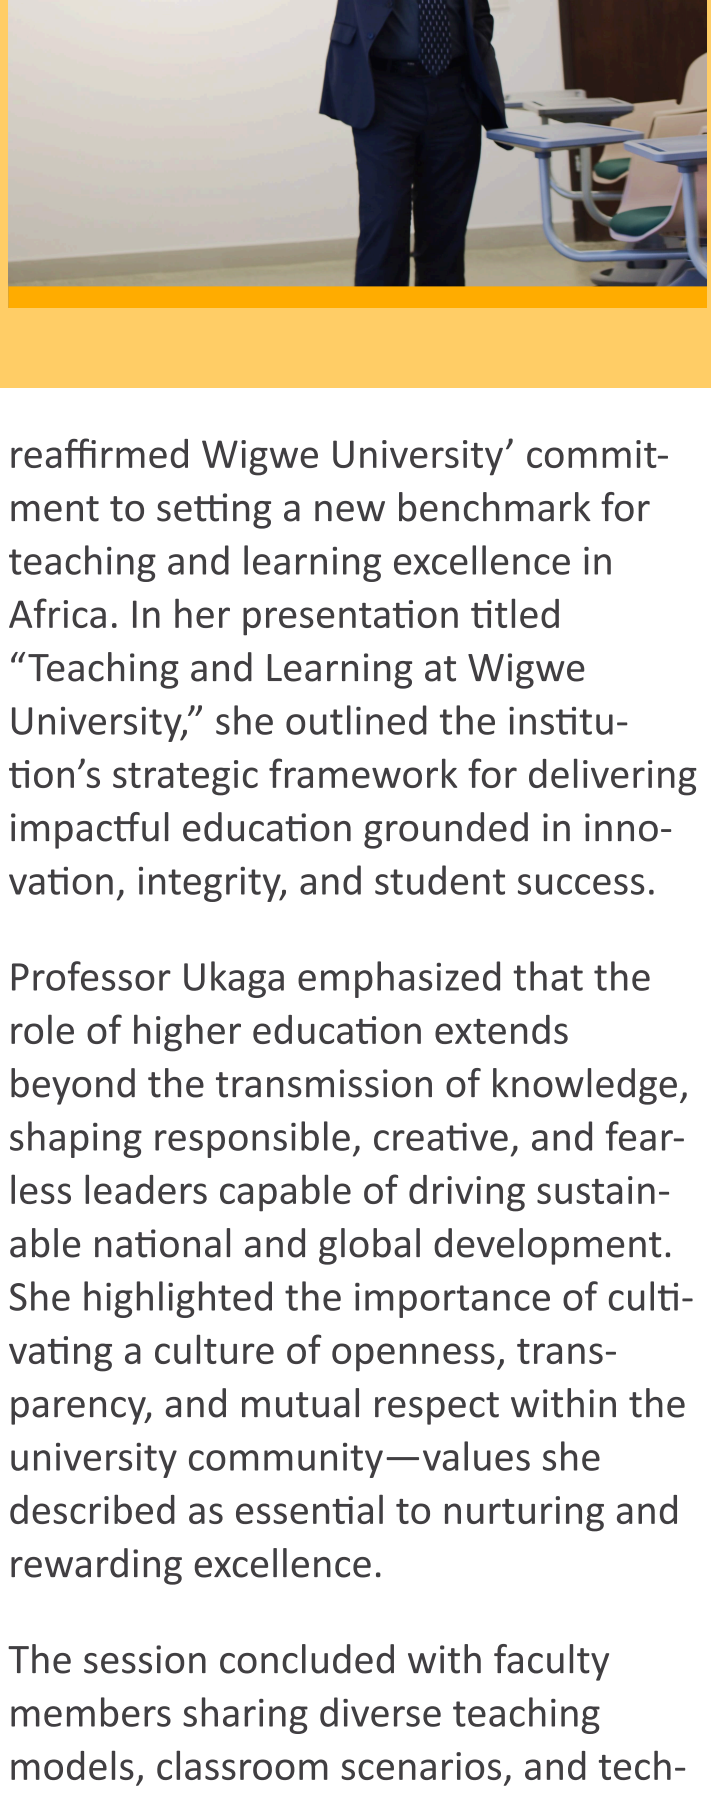 reaffirmed Wigwe University’ commit-
ment to setting a new benchmark for
teaching and learning excellence in
Africa. In her presentation titled
“Teaching and Learning at Wigwe
University,” she outlined the institu-
tion’s strategic framework for delivering
impactful education grounded in inno-
vation, integrity, and student success.
Professor Ukaga emphasized that the
role of higher education extends
beyond the transmission of knowledge,
shaping responsible, creative, and fear-
less leaders capable of driving sustain-
able national and global development.
She highlighted the importance of culti-
vating a culture of openness, trans-
parency, and mutual respect within the
university community—values she
described as essential to nurturing and
rewarding excellence.
The session concluded with faculty
members sharing diverse teaching
models, classroom scenarios, and tech-